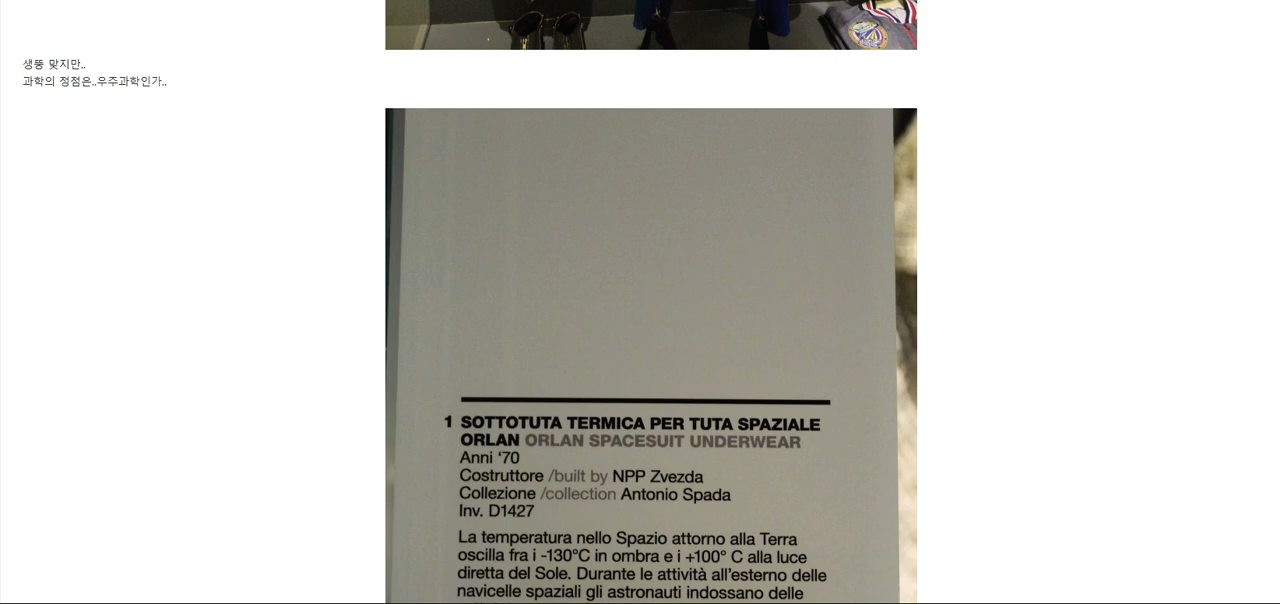 생뚱 맞지만..
과학의 정점은..우주과학인가..
1 SOTTOTUTA TERMICA PER TUTA SPAZIALE
ORLAN ORLAN SPACESUIT UNDERWEAR
Anni ‘70
Costruttore /built by NPP Zvezda
Collezione /collection Antonio Spada
Inv. D1427
La temperatura nello Spazio attorno alla Terra
oscilla fra i -130°C in ombra e i +100° C alla luce
diretta del Sole. Durante le attività all’esterno delle
navicelle spaziali gli astronauti indossano delle